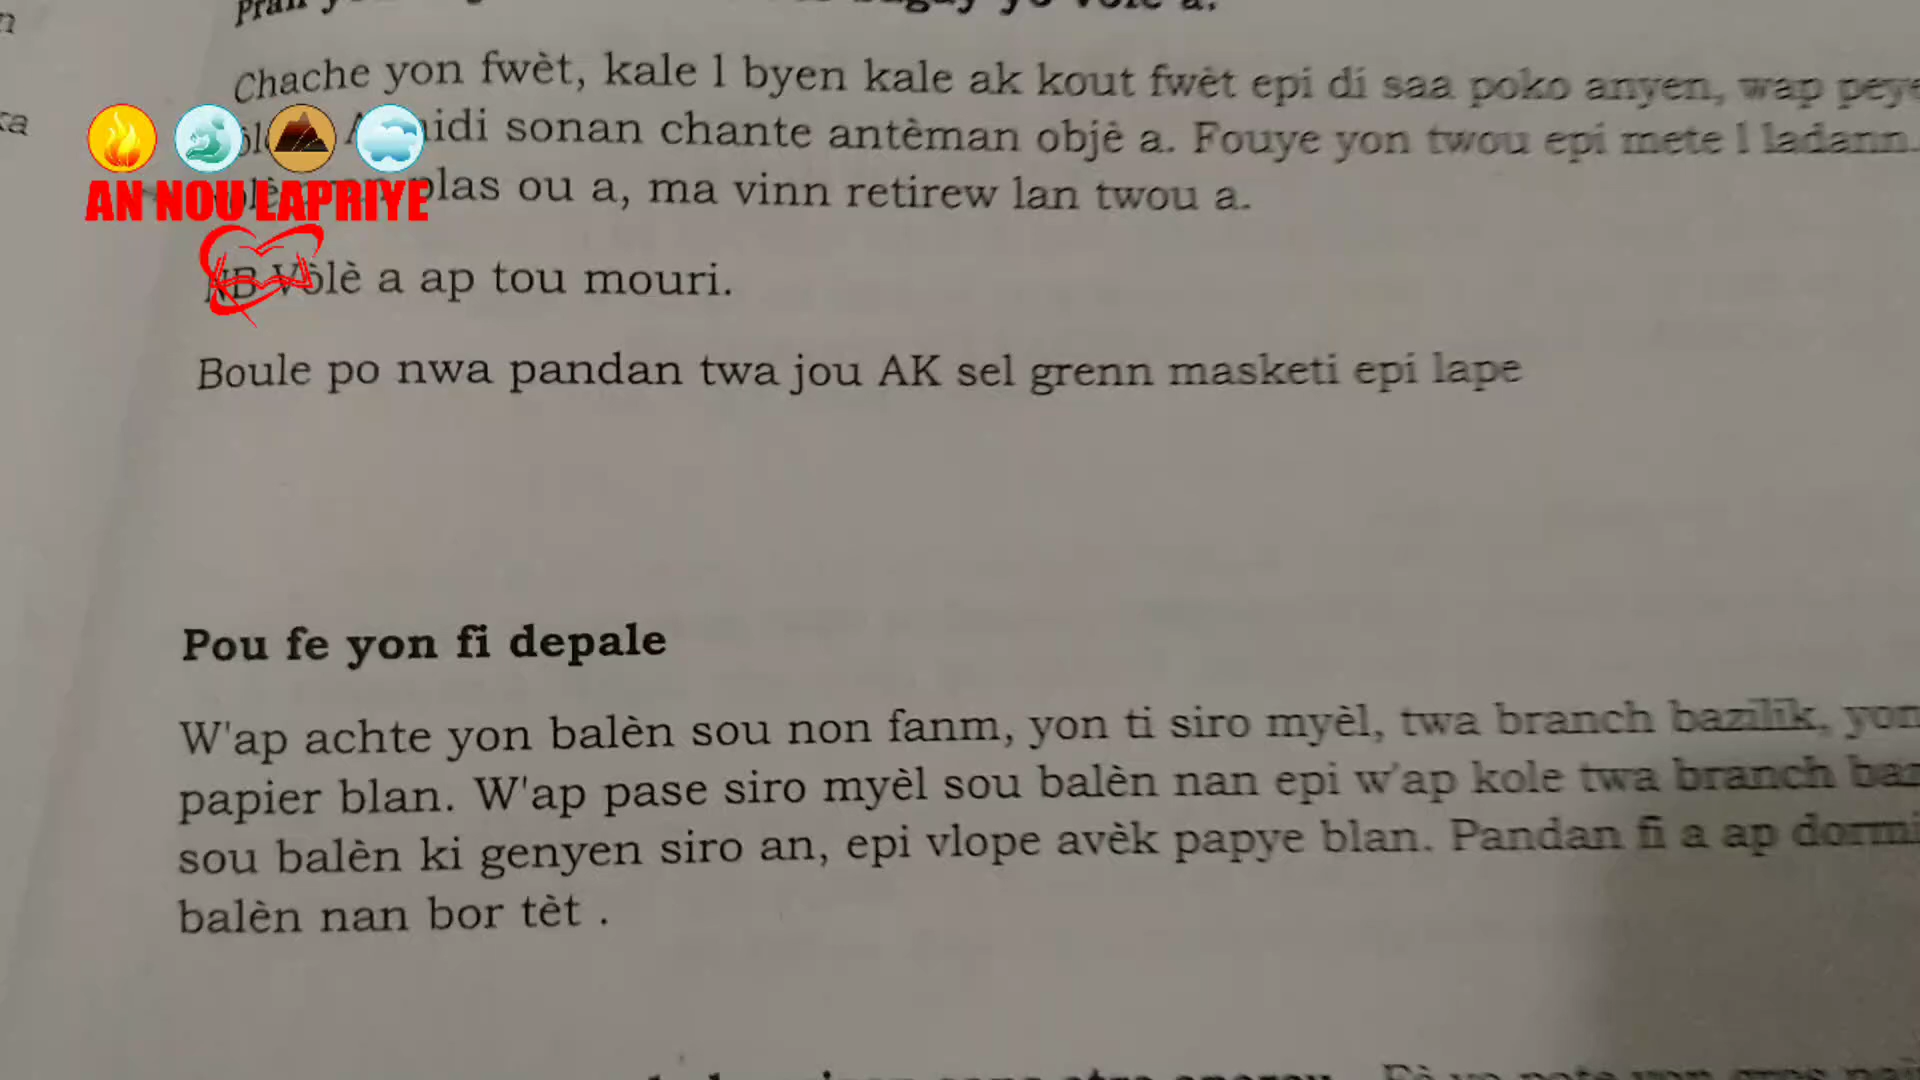 Chache yon fwèt, kale l byen kale ak kout fwèt epi di saa poko anyen, wap peye
sonan chante antèman objè a. Fouye yon twou epi mete l ladann.
AN NOU LAPRIYE
plas ou a, ma vinn retirew lan twou a.
NB Vòlè a ap tou mouri.
Boule po nwa pandan twa jou AK sel grenn masketi epi lape
Pou fe yon fi depale
W'ap achte yon balèn sou non fanm, yon ti siro myèl, twa branch bazilik, yon
papier blan. W'ap pase siro myèl sou balèn nan epi w'ap kole twa branch
sou balèn ki genyen siro an, epi vlope avèk papye blan. Pandan fi a ap dormi
balèn nan bor tèt .